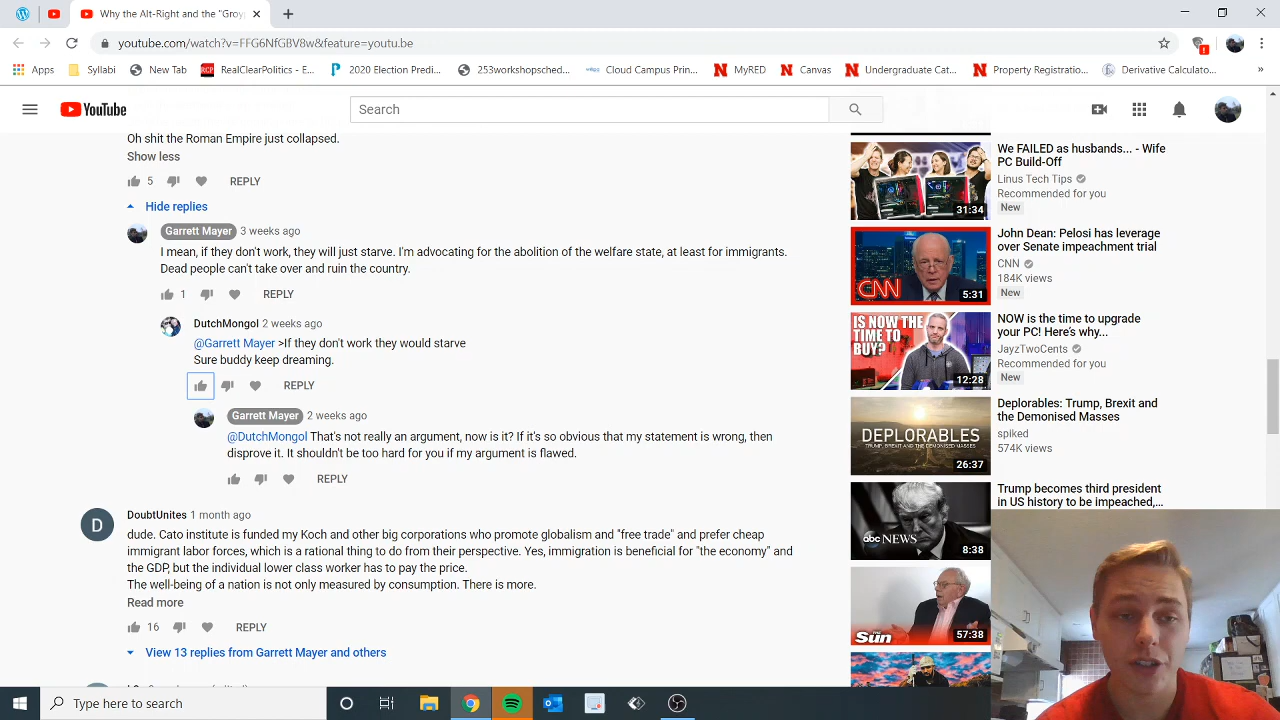 Why the Alt-Right and the "Groy
youtube.com/watch?v=FFG6NfGBV8w&feature=youtu.be
Apps
Syllabi
New Tab
RealClearPolitics - E...
2020 Election Predi...
253workshopsched...
Cloud Campus Prin...
MyRED
Canvas
Undergraduate Cat...
Property Registratio...
Derivative Calculato...
YouTube
Search
Oh shit the Roman Empire just collapsed.
Show less
5
REPLY
Hide replies
Garrett Mayer 3 weeks ago
I mean, if they don't work, they will just starve. I'm advocating for the abolition of the welfare state, at least for immigrants.
Dead people can't take over and ruin the country.
1
REPLY
DutchMongol 2 weeks ago
@Garrett Mayer >If they don't work they would starve
Sure buddy keep dreaming.
REPLY
Garrett Mayer 2 weeks ago
@DutchMongol That's not really an argument, now is it? If it's so obvious that my statement is wrong, then
disprove it. It shouldn't be too hard for you if my argument is flawed.
REPLY
D
DoubtUnites 1 month ago
dude. Cato institute is funded my Koch and other big corporations who promote globalism and "free trade" and prefer cheap
immigrant labor forces, which is a rational thing to do from their perspective. Yes, immigration is beneficial for "the economy" and
the GDP, but the individual lower class worker has to pay the price.
The well-being of a nation is not only measured by consumption. There is more.
Read more
16
REPLY
View 13 replies from Garrett Mayer and others
31:34
We FAILED as husbands... - Wife
PC Build-Off
Linus Tech Tips
Recommended for you
New
CNN
5:31
John Dean: Pelosi has leverage
over Senate impeachment trial
CNN
184K views
New
IS NOW THE
TIME TO
BUY?
12:28
NOW is the time to upgrade
your PC! Here's why...
JayzTwoCents
Recommended for you
New
DEPLORABLES
TRUMP, BREXIT AND THE DEMONISED MASSES
26:37
Deplorables: Trump, Brexit and
the Demonised Masses
spiked
574K views
abc NEWS
8:38
Trump becomes third president
in US history to be impeached,...
The Sun
57:38
Type here to search